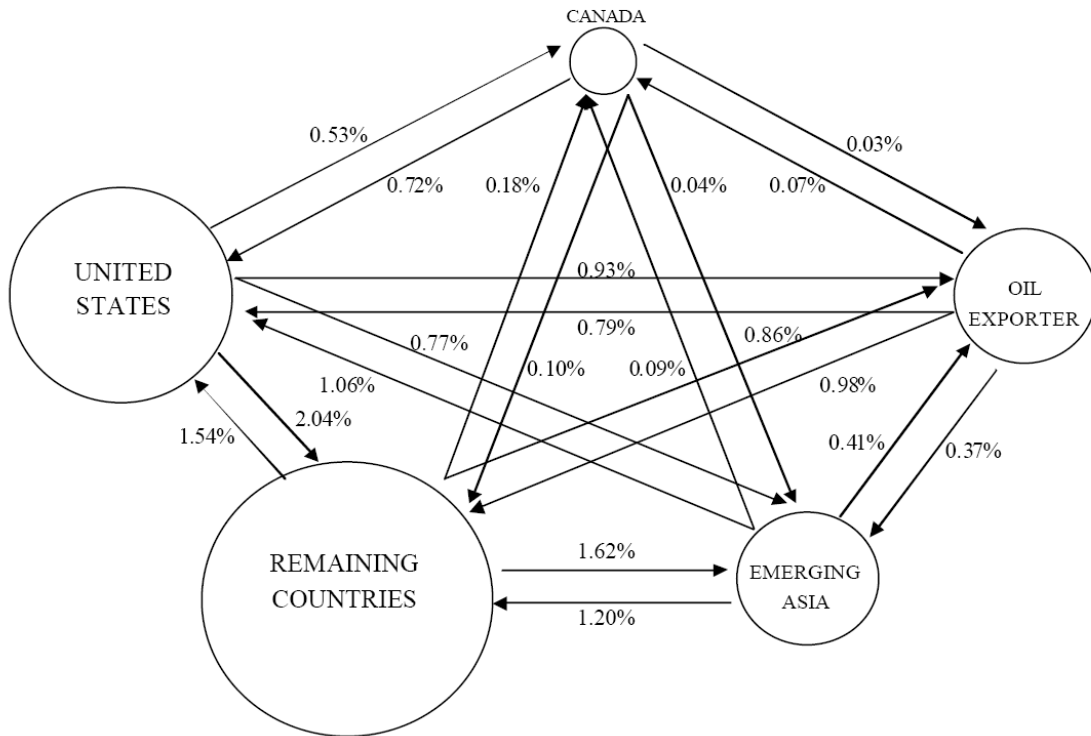 CANADA
0.53%
0.03%
0.72%
0.18%
0.04%
0.07%
UNITED
STATES
0.93%
OIL
EXPORTER
0.79%
0.77%
0.86%
1.06%
0.10%
0.09%
0.98%
2.04%
1.54%
0.41%
0.37%
REMAINING
COUNTRIES
1.62%
EMERGING
ASIA
1.20%